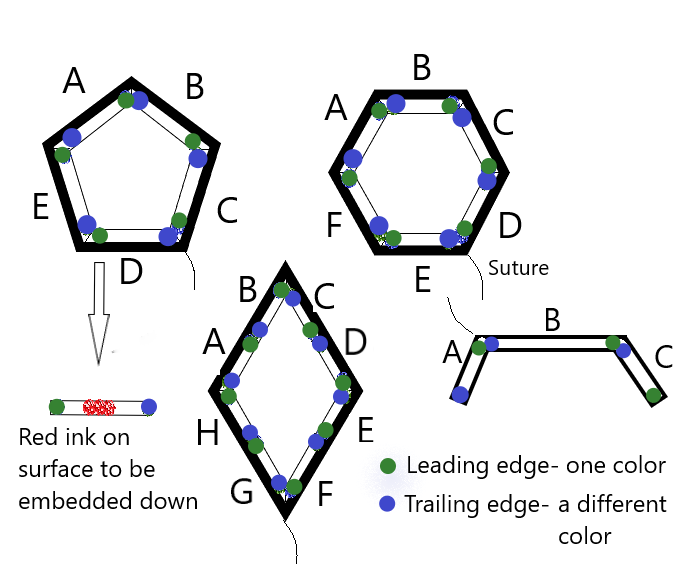 A
B
C
D
E
A
B
C
D
E
F
Suture
A
B
C
D
E
F
G
H
A
B
C
Red ink on
surface to be
embedded down
Leading edge- one color
Trailing edge- a different
color